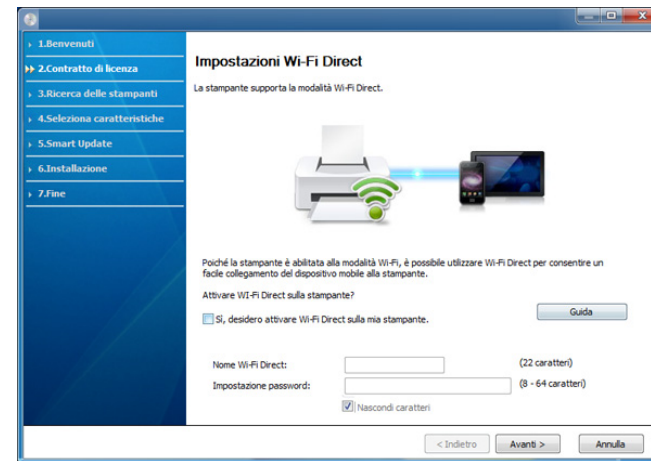 1.Benvenuti
2.Contratto di licenza
3.Ricerca delle stampanti
4.Seleziona caratteristiche
5.Smart Update
6.Installazione
7.Fine
Impostazioni Wi-Fi Direct
La stampante supporta la modalità Wi-Fi Direct.
Poiché la stampante è abilitata alla modalità Wi-Fi, è possibile utilizzare Wi-Fi Direct per consentire un
facile collegamento del dispositivo mobile alla stampante.
Attivare WI-Fi Direct sulla stampante?
Sì, desidero attivare Wi-Fi Direct sulla mia stampante.
Guida
Nome Wi-Fi Direct:
(22 caratteri)
Impostazione password:
(8 - 64 caratteri)
Nascondi caratteri
< Indietro
Avanti >
Annulla